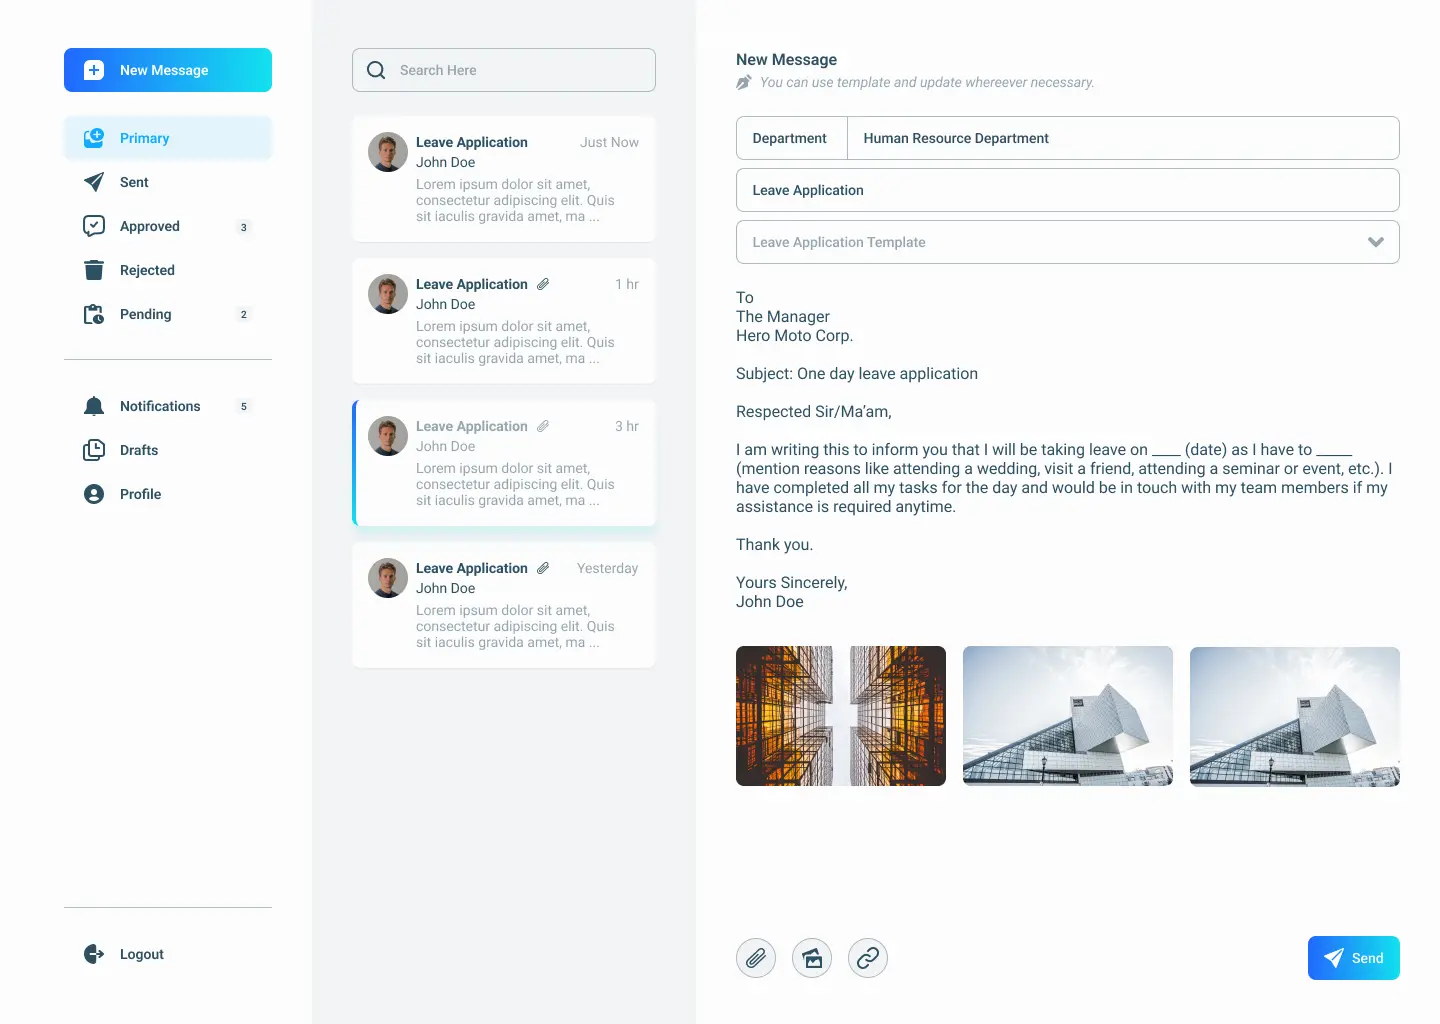 New Message
Primary
Sent
Approved 3
Rejected
Pending 2
Notifications 5
Drafts
Profile
Logout
Search Here
Leave Application Just Now
John Doe
Lorem ipsum dolor sit amet,
consectetur adipiscing elit. Quis
sit iaculis gravida amet, ma ...
Leave Application 1 hr
John Doe
Lorem ipsum dolor sit amet,
consectetur adipiscing elit. Quis
sit iaculis gravida amet, ma ...
Leave Application 3 hr
John Doe
Lorem ipsum dolor sit amet,
consectetur adipiscing elit. Quis
sit iaculis gravida amet, ma ...
Leave Application Yesterday
John Doe
Lorem ipsum dolor sit amet,
consectetur adipiscing elit. Quis
sit iaculis gravida amet, ma ...
New Message
You can use template and update whereever necessary.
Department Human Resource Department
Leave Application
Leave Application Template
To
The Manager
Hero Moto Corp.
Subject: One day leave application
Respected Sir/Ma’am,
I am writing this to inform you that I will be taking leave on ____ (date) as I have to _____
(mention reasons like attending a wedding, visit a friend, attending a seminar or event, etc.). I
have completed all my tasks for the day and would be in touch with my team members if my
assistance is required anytime.
Thank you.
Yours Sincerely,
John Doe
Send